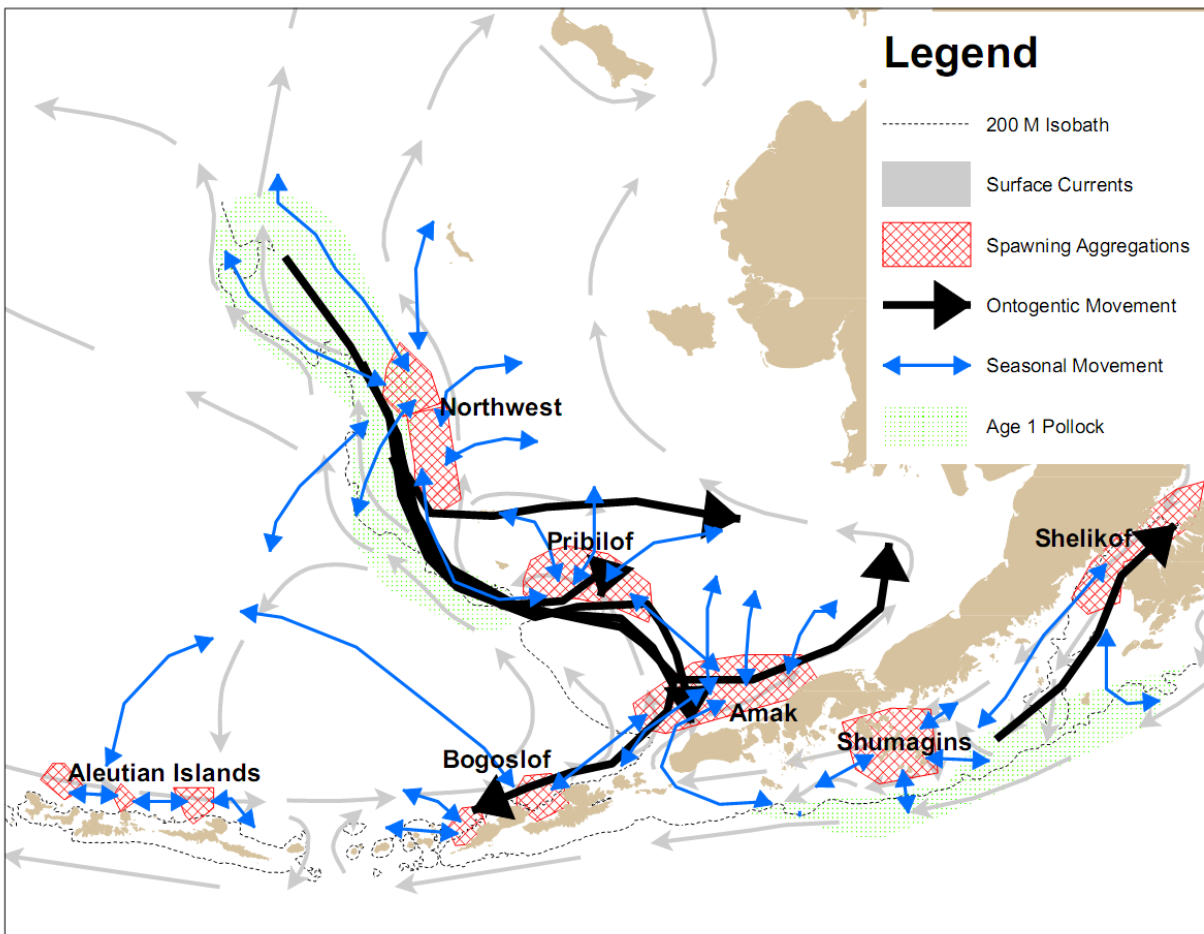 Legend
200 M Isobath
Surface Currents
Spawning Aggregations
Ontogentic Movement
Seasonal Movement
Age 1 Pollock
Northwest
Pribilof
Shelikof
Amak
Shumagins
Bogoslof
Aleutian Islands